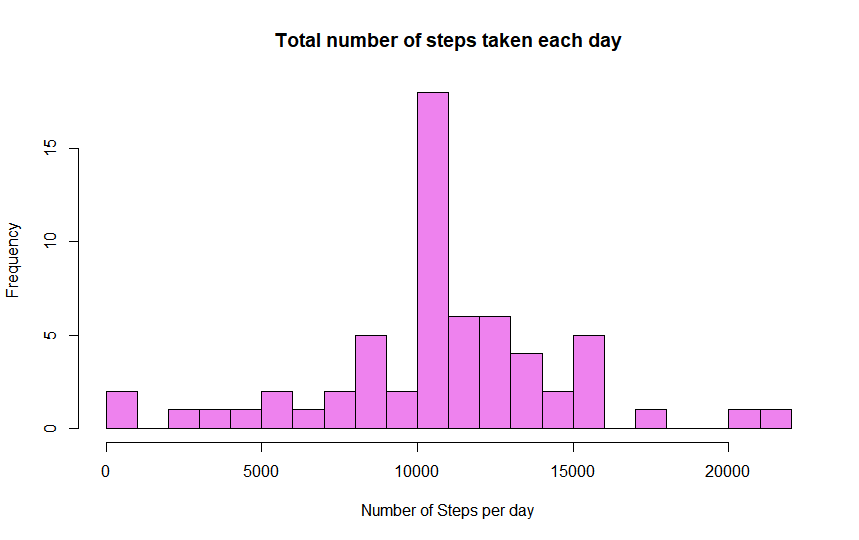 Total number of steps taken each day
Frequency
15
10
5
0
0 5000 10000 15000 20000
Number of Steps per day